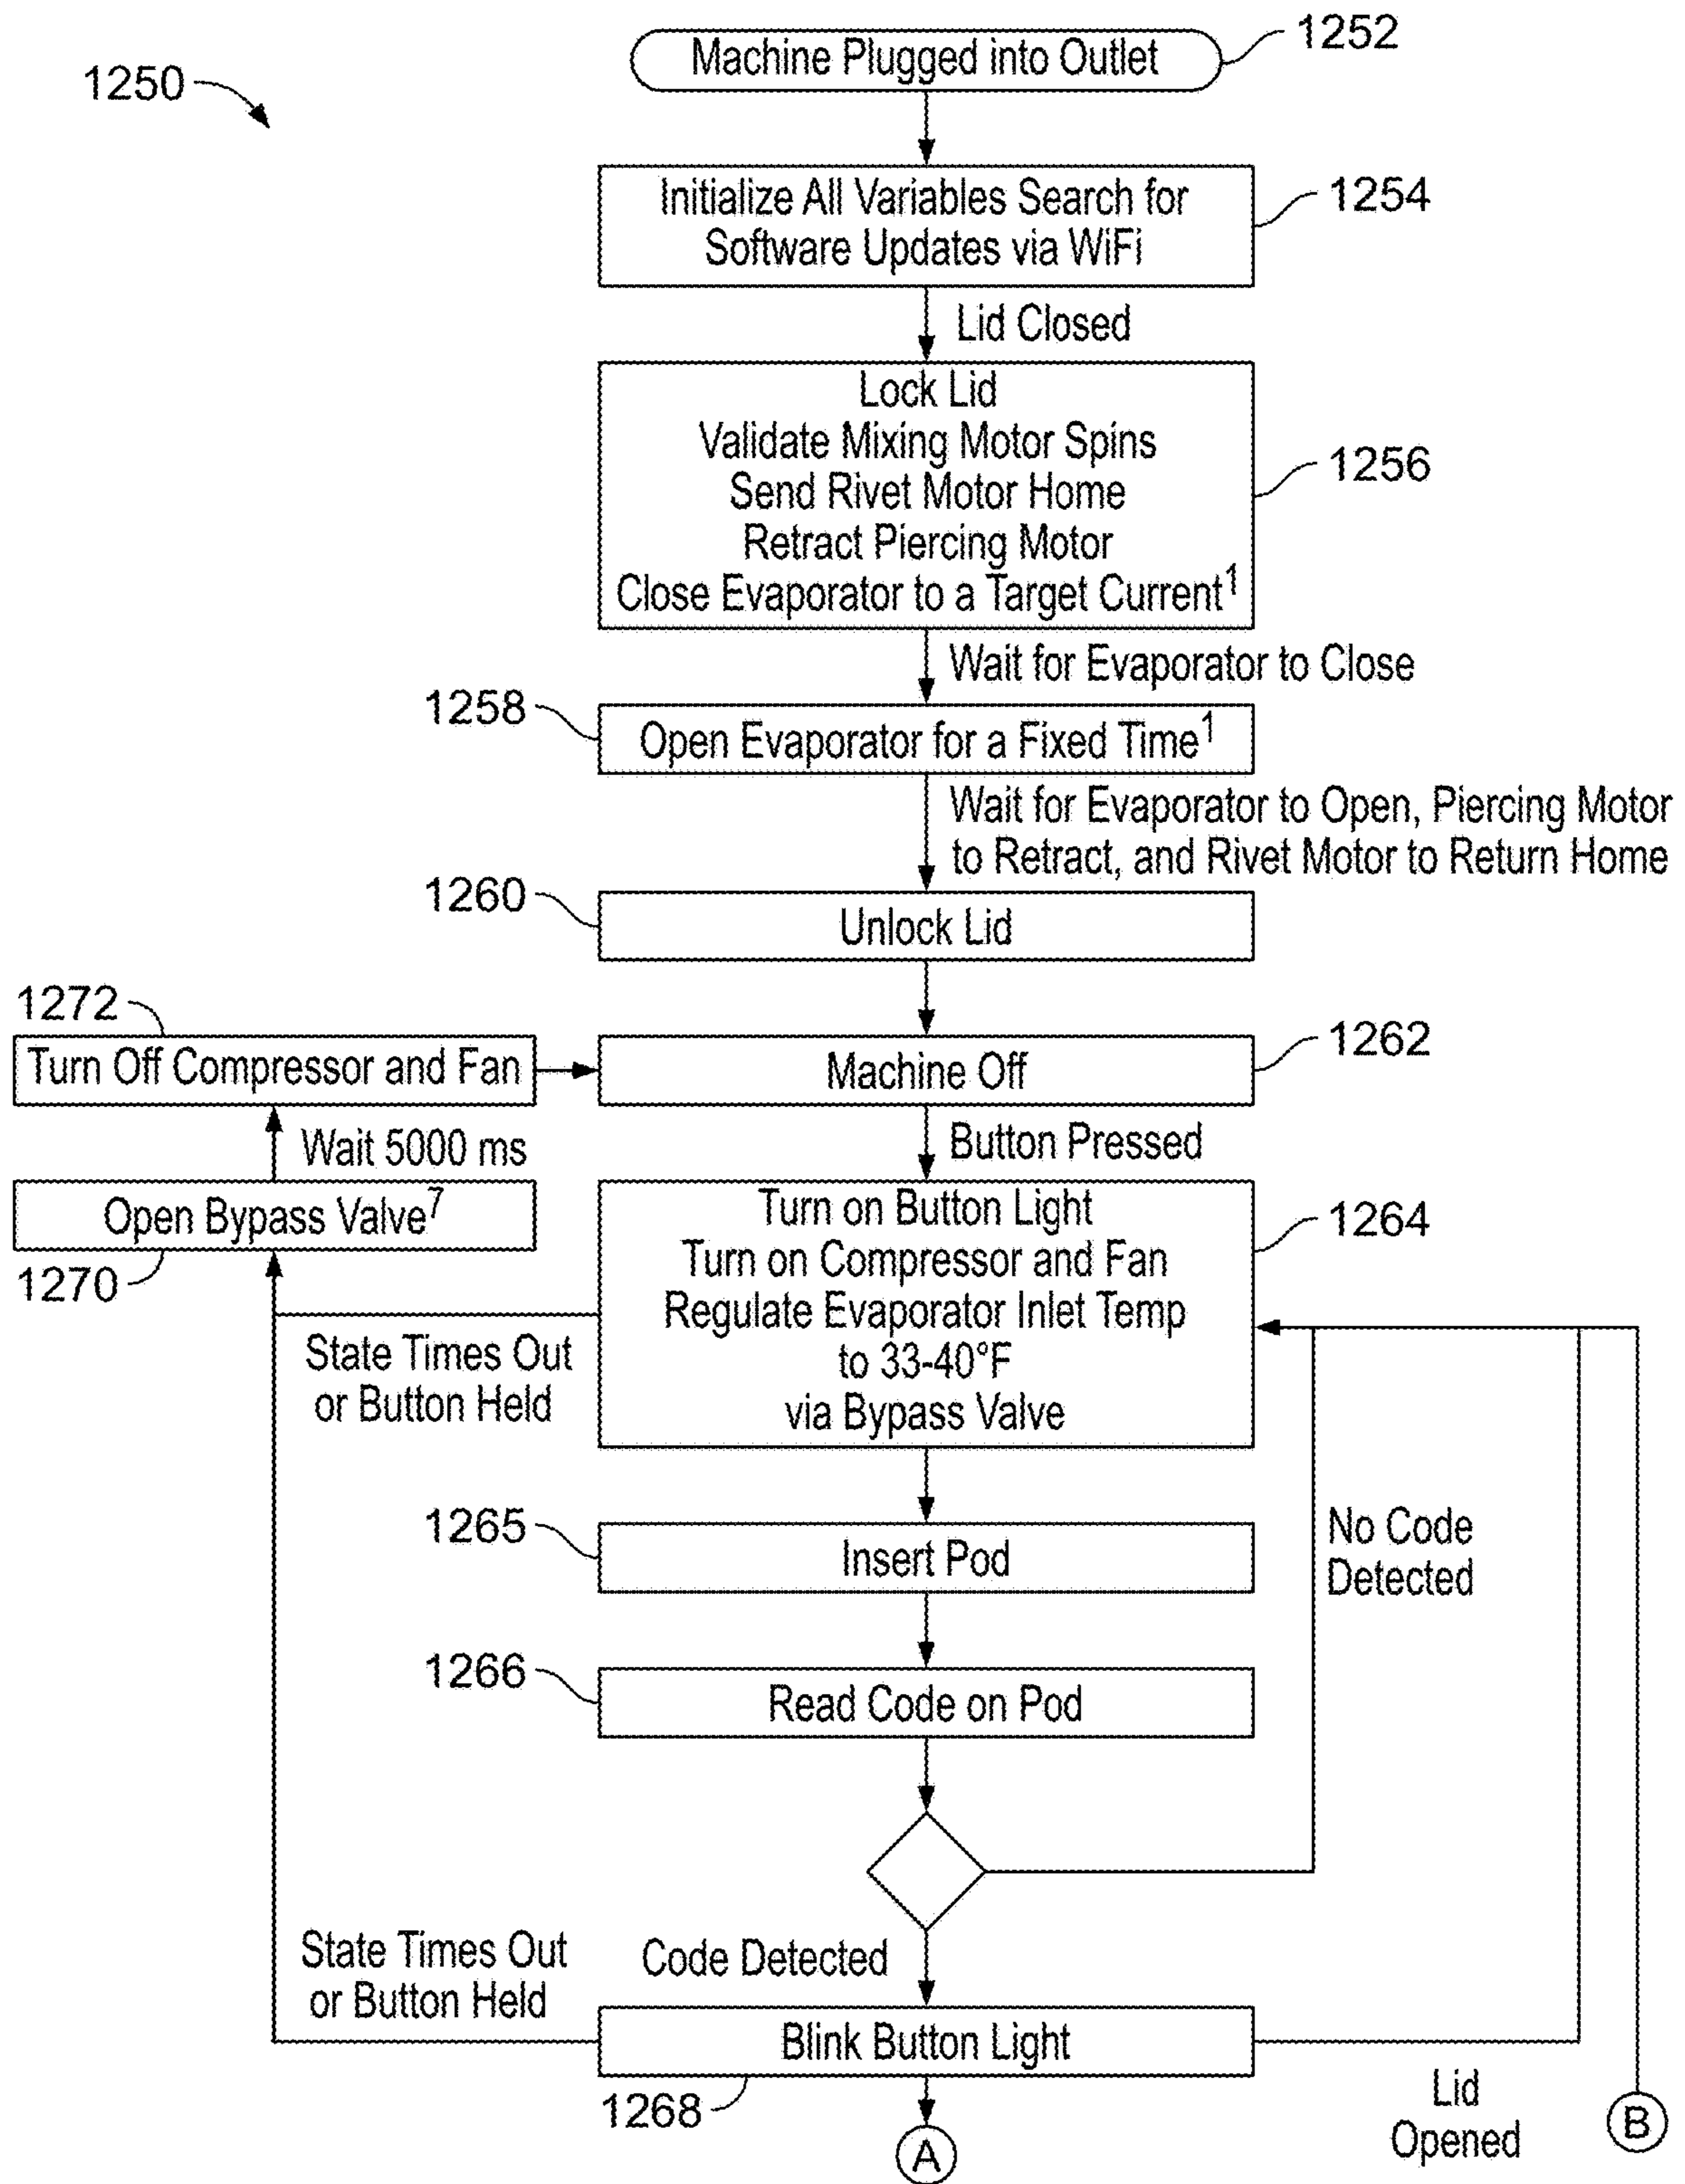 1252
Machine Plugged into Outlet
1250
Initialize All Variables Search for
Software Updates via WiFi
1254
Lid Closed
Lock Lid
Validate Mixing Motor Spins
Send Rivet Motor Home
Retract Piercing Motor
Close Evaporator to a Target Current¹
1256
Wait for Evaporator to Close
1258
Open Evaporator for a Fixed Time¹
Wait for Evaporator to Open, Piercing Motor
to Retract, and Rivet Motor to Return Home
1260
Unlock Lid
1272
Turn Off Compressor and Fan
Machine Off
1262
Wait 5000 ms
Button Pressed
Open Bypass Valve⁷
1270
Turn on Button Light
Turn on Compressor and Fan
Regulate Evaporator Inlet Temp
to 33-40°F
via Bypass Valve
1264
State Times Out
or Button Held
1265
Insert Pod
No Code
Detected
1266
Read Code on Pod
State Times Out
or Button Held
Code Detected
Blink Button Light
1268
Lid
Opened
A
B